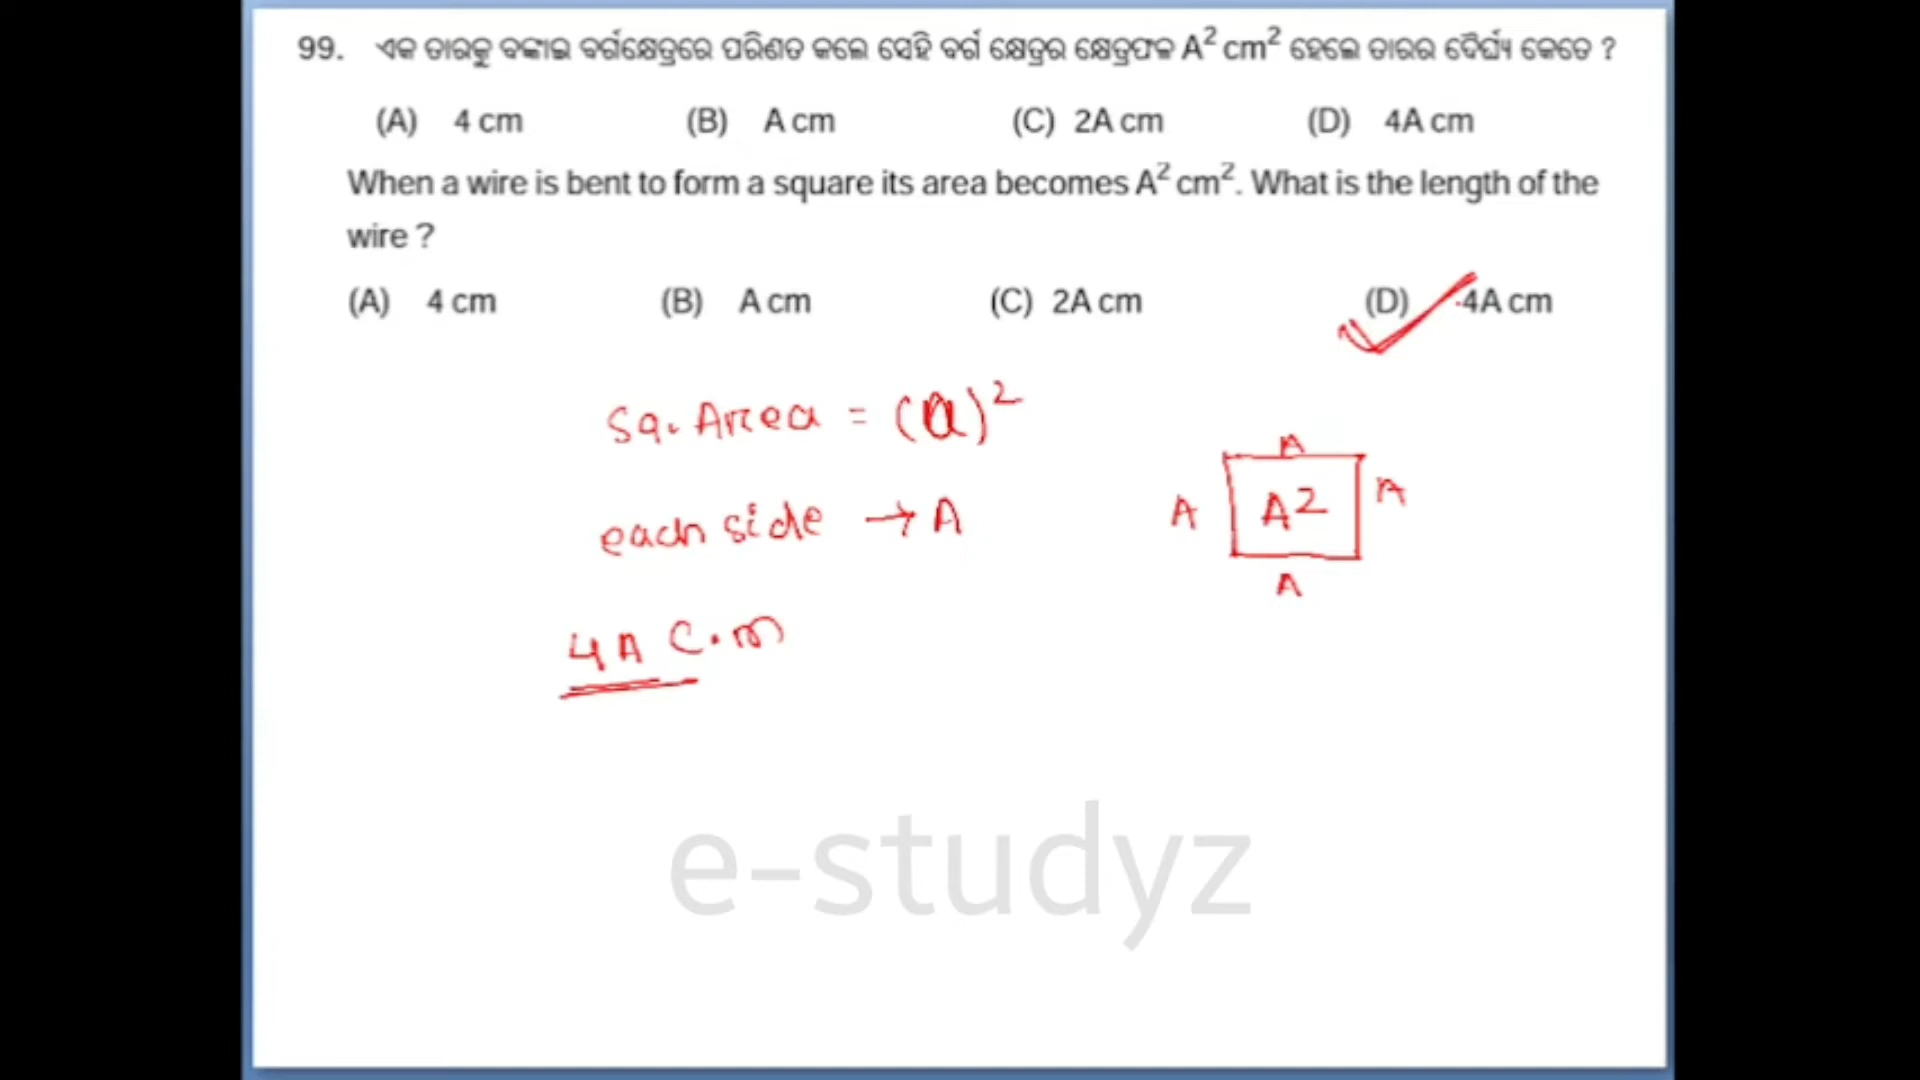 99. ଏକ ତାରକୁ ବଙ୍କାଇ ବର୍ଗକ୍ଷେତ୍ରରେ ପରିଣତ କଲେ ସେହି ବର୍ଗ କ୍ଷେତ୍ରର କ୍ଷେତ୍ରଫଳ A² cm² ହେଲେ ତାରର ଦୈର୍ଘ୍ୟ କେତେ ?
(A) 4 cm (B) A cm (C) 2A cm (D) 4A cm
When a wire is bent to form a square its area becomes A² cm². What is the length of the
wire ?
(A) 4 cm (B) A cm (C) 2A cm (D) 4A cm
Sq. Area = (a)²
A
A A² A
each side → A
A
4A C.m
e-studyz